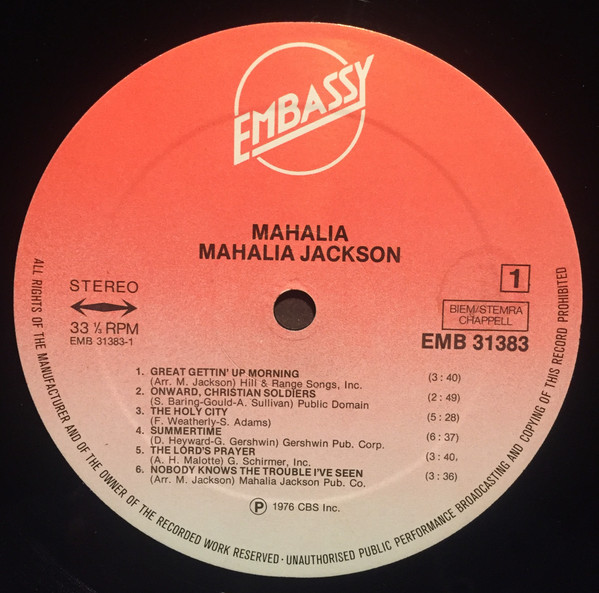 EMBASSY
MAHALIA
MAHALIA JACKSON
STEREO
33 ⅓ RPM
EMB 31383-1
1
BIEM/STEMRA
CHAPPELL
EMB 31383
1. GREAT GETTIN' UP MORNING (3 : 40)
(Arr. M. Jackson) Hill & Range Songs, Inc.
2. ONWARD, CHRISTIAN SOLDIERS (2 : 49)
(S. Baring-Gould-A. Sullivan) Public Domain
3. THE HOLY CITY (5 : 28)
(F. Weatherly-S. Adams)
4. SUMMERTIME (6 : 37)
(D. Heyward-G. Gershwin) Gershwin Pub. Corp.
5. THE LORD'S PRAYER (3 : 40,
(A. H. Malotte) G. Schirmer, Inc.
6. NOBODY KNOWS THE TROUBLE I'VE SEEN (3 : 36)
(Arr. M. Jackson) Mahalia Jackson Pub. Co.
Ⓟ 1976 CBS Inc.
ALL RIGHTS OF THE MANUFACTURER AND OF THE OWNER OF THE RECORDED WORK RESERVED · UNAUTHORISED PUBLIC PERFORMANCE BROADCASTING AND COPYING OF THIS RECORD PROHIBITED